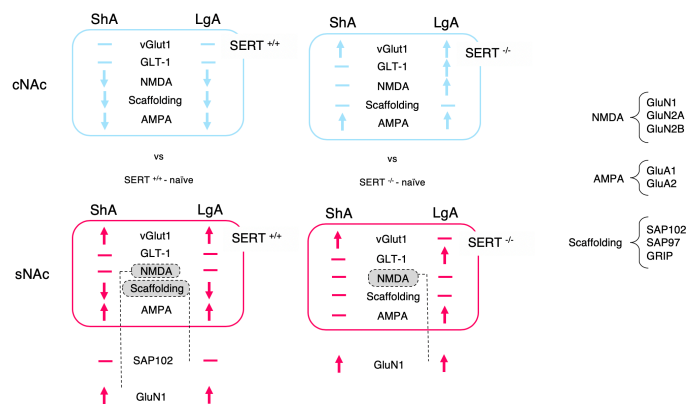 ShA LgA ShA LgA
cNAc
vGlut1
GLT-1
NMDA
Scaffolding
AMPA
SERT +/+
vGlut1
GLT-1
NMDA
Scaffolding
AMPA
SERT -/-
vs
SERT +/+ - naïve
vs
SERT -/- - naïve
ShA LgA ShA LgA
sNAc
vGlut1
GLT-1
NMDA
Scaffolding
AMPA
SERT +/+
SAP102
GluN1
vGlut1
GLT-1
NMDA
Scaffolding
AMPA
SERT -/-
GluN1
NMDA
GluN1
GluN2A
GluN2B
AMPA
GluA1
GluA2
Scaffolding
SAP102
SAP97
GRIP